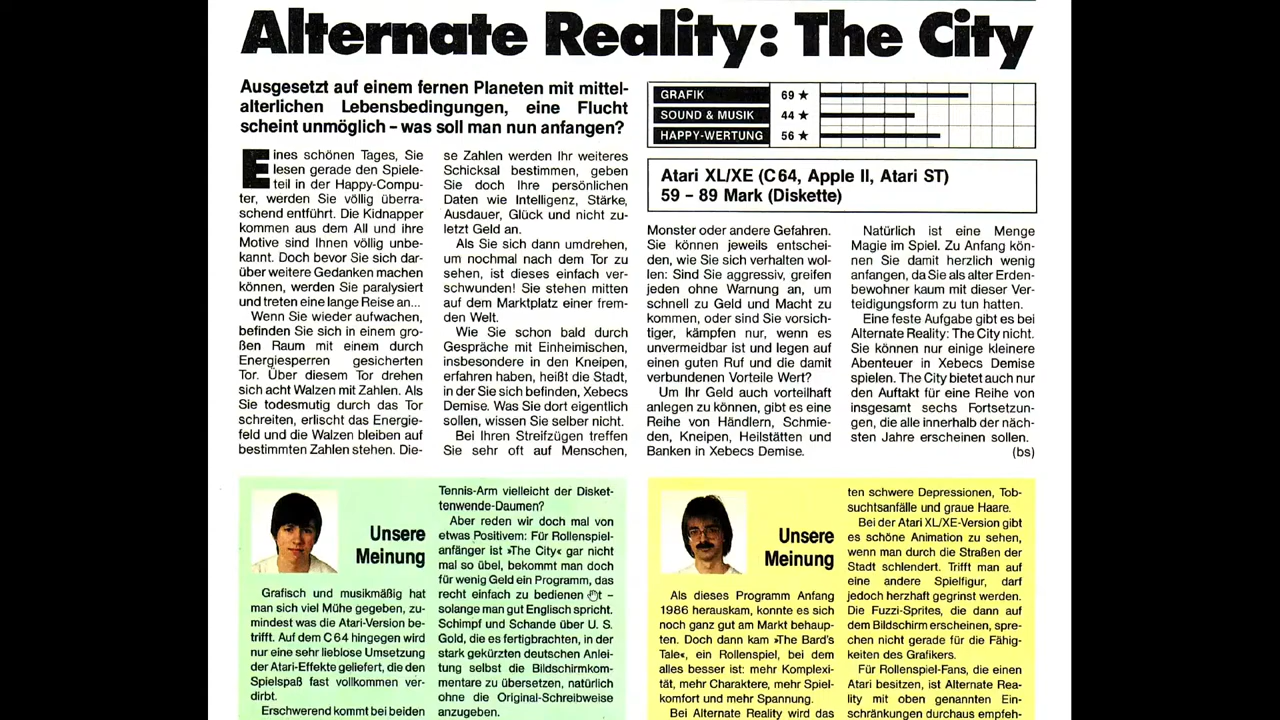 Alternate Reality: The City
Ausgesetzt auf einem fernen Planeten mit mittel-
alterlichen Lebensbedingungen, eine Flucht
scheint unmöglich – was soll man nun anfangen?
Eines schönen Tages, Sie
lesen gerade den Spiele-
teil in der Happy-Compu-
ter, werden Sie völlig überra-
schend entführt. Die Kidnapper
kommen aus dem All und ihre
Motive sind Ihnen völlig unbe-
kannt. Doch bevor Sie sich dar-
über weitere Gedanken machen
können, werden Sie paralysiert
und treten eine lange Reise an...
Wenn Sie wieder aufwachen,
befinden Sie sich in einem gro-
ßen Raum mit einem durch
Energiesperren gesicherten
Tor. Über diesem Tor drehen
sich acht Walzen mit Zahlen. Als
Sie todesmutig durch das Tor
schreiten, erlischt das Energie-
feld und die Walzen bleiben auf
bestimmten Zahlen stehen. Die-
se Zahlen werden Ihr weiteres
Schicksal bestimmen, geben
Sie doch Ihre persönlichen
Daten wie Intelligenz, Stärke,
Ausdauer, Glück und nicht zu-
letzt Geld an.
Als Sie sich dann umdrehen,
um nochmal nach dem Tor zu
sehen, ist dieses einfach ver-
schwunden! Sie stehen mitten
auf dem Marktplatz einer frem-
den Welt.
Wie Sie schon bald durch
Gespräche mit Einheimischen,
insbesondere in den Kneipen,
erfahren haben, heißt die Stadt,
in der Sie sich befinden, Xebecs
Demise. Was Sie dort eigentlich
sollen, wissen Sie selber nicht.
Bei Ihren Streifzügen treffen
Sie sehr oft auf Menschen,
GRAFIK 69 ★
SOUND & MUSIK 44 ★
HAPPY-WERTUNG 56 ★
Atari XL/XE (C 64, Apple II, Atari ST)
59 – 89 Mark (Diskette)
Monster oder andere Gefahren.
Sie können jeweils entschei-
den, wie Sie sich verhalten wol-
len: Sind Sie aggressiv, greifen
jeden ohne Warnung an, um
schnell zu Geld und Macht zu
kommen, oder sind Sie vorsich-
tiger, kämpfen nur, wenn es
unvermeidbar ist und legen auf
einen guten Ruf und die damit
verbundenen Vorteile Wert?
Um Ihr Geld auch vorteilhaft
anlegen zu können, gibt es eine
Reihe von Händlern, Schmie-
den, Kneipen, Heilstätten und
Banken in Xebecs Demise.
Natürlich ist eine Menge
Magie im Spiel. Zu Anfang kön-
nen Sie damit herzlich wenig
anfangen, da Sie als alter Erden-
bewohner kaum mit dieser Ver-
teidigungsform zu tun hatten.
Eine feste Aufgabe gibt es bei
Alternate Reality: The City nicht.
Sie können nur einige kleinere
Abenteuer in Xebecs Demise
spielen. The City bietet auch nur
den Auftakt für eine Reihe von
insgesamt sechs Fortsetzun-
gen, die alle innerhalb der näch-
sten Jahre erscheinen sollen.
(bs)
Unsere
Meinung
Grafisch und musikmäßig hat
man sich viel Mühe gegeben, zu-
mindest was die Atari-Version be-
trifft. Auf dem C 64 hingegen wird
nur eine sehr lieblose Umsetzung
der Atari-Effekte geliefert, die den
Spielspaß fast vollkommen ver-
dirbt.
Erschwerend kommt bei beiden
Tennis-Arm vielleicht der Disket-
tenwende-Daumen?
Aber reden wir doch mal von
etwas Positivem: Für Rollenspiel-
anfänger ist »The City« gar nicht
mal so übel, bekommt man doch
für wenig Geld ein Programm, das
recht einfach zu bedienen ist –
solange man gut Englisch spricht.
Schimpf und Schande über U. S.
Gold, die es fertigbrachten, in der
stark gekürzten deutschen Anlei-
tung selbst die Bildschirmkom-
mentare zu übersetzen, natürlich
ohne die Original-Schreibweise
anzugeben.
Unsere
Meinung
Als dieses Programm Anfang
1986 herauskam, konnte es sich
noch ganz gut am Markt behaup-
ten. Doch dann kam »The Bard's
Tale«, ein Rollenspiel, bei dem
alles besser ist: mehr Komplexi-
tät, mehr Charaktere, mehr Spiel-
komfort und mehr Spannung.
Bei Alternate Reality wird das
ten schwere Depressionen, Tob-
suchtsanfälle und graue Haare.
Bei der Atari XL/XE-Version gibt
es schöne Animation zu sehen,
wenn man durch die Straßen der
Stadt schlendert. Trifft man auf
eine andere Spielfigur, darf
jedoch herzhaft gegrinst werden.
Die Fuzzi-Sprites, die dann auf
dem Bildschirm erscheinen, spre-
chen nicht gerade für die Fähig-
keiten des Grafikers.
Für Rollenspiel-Fans, die einen
Atari besitzen, ist Alternate Rea-
lity mit oben genannten Ein-
schränkungen durchaus empfeh-